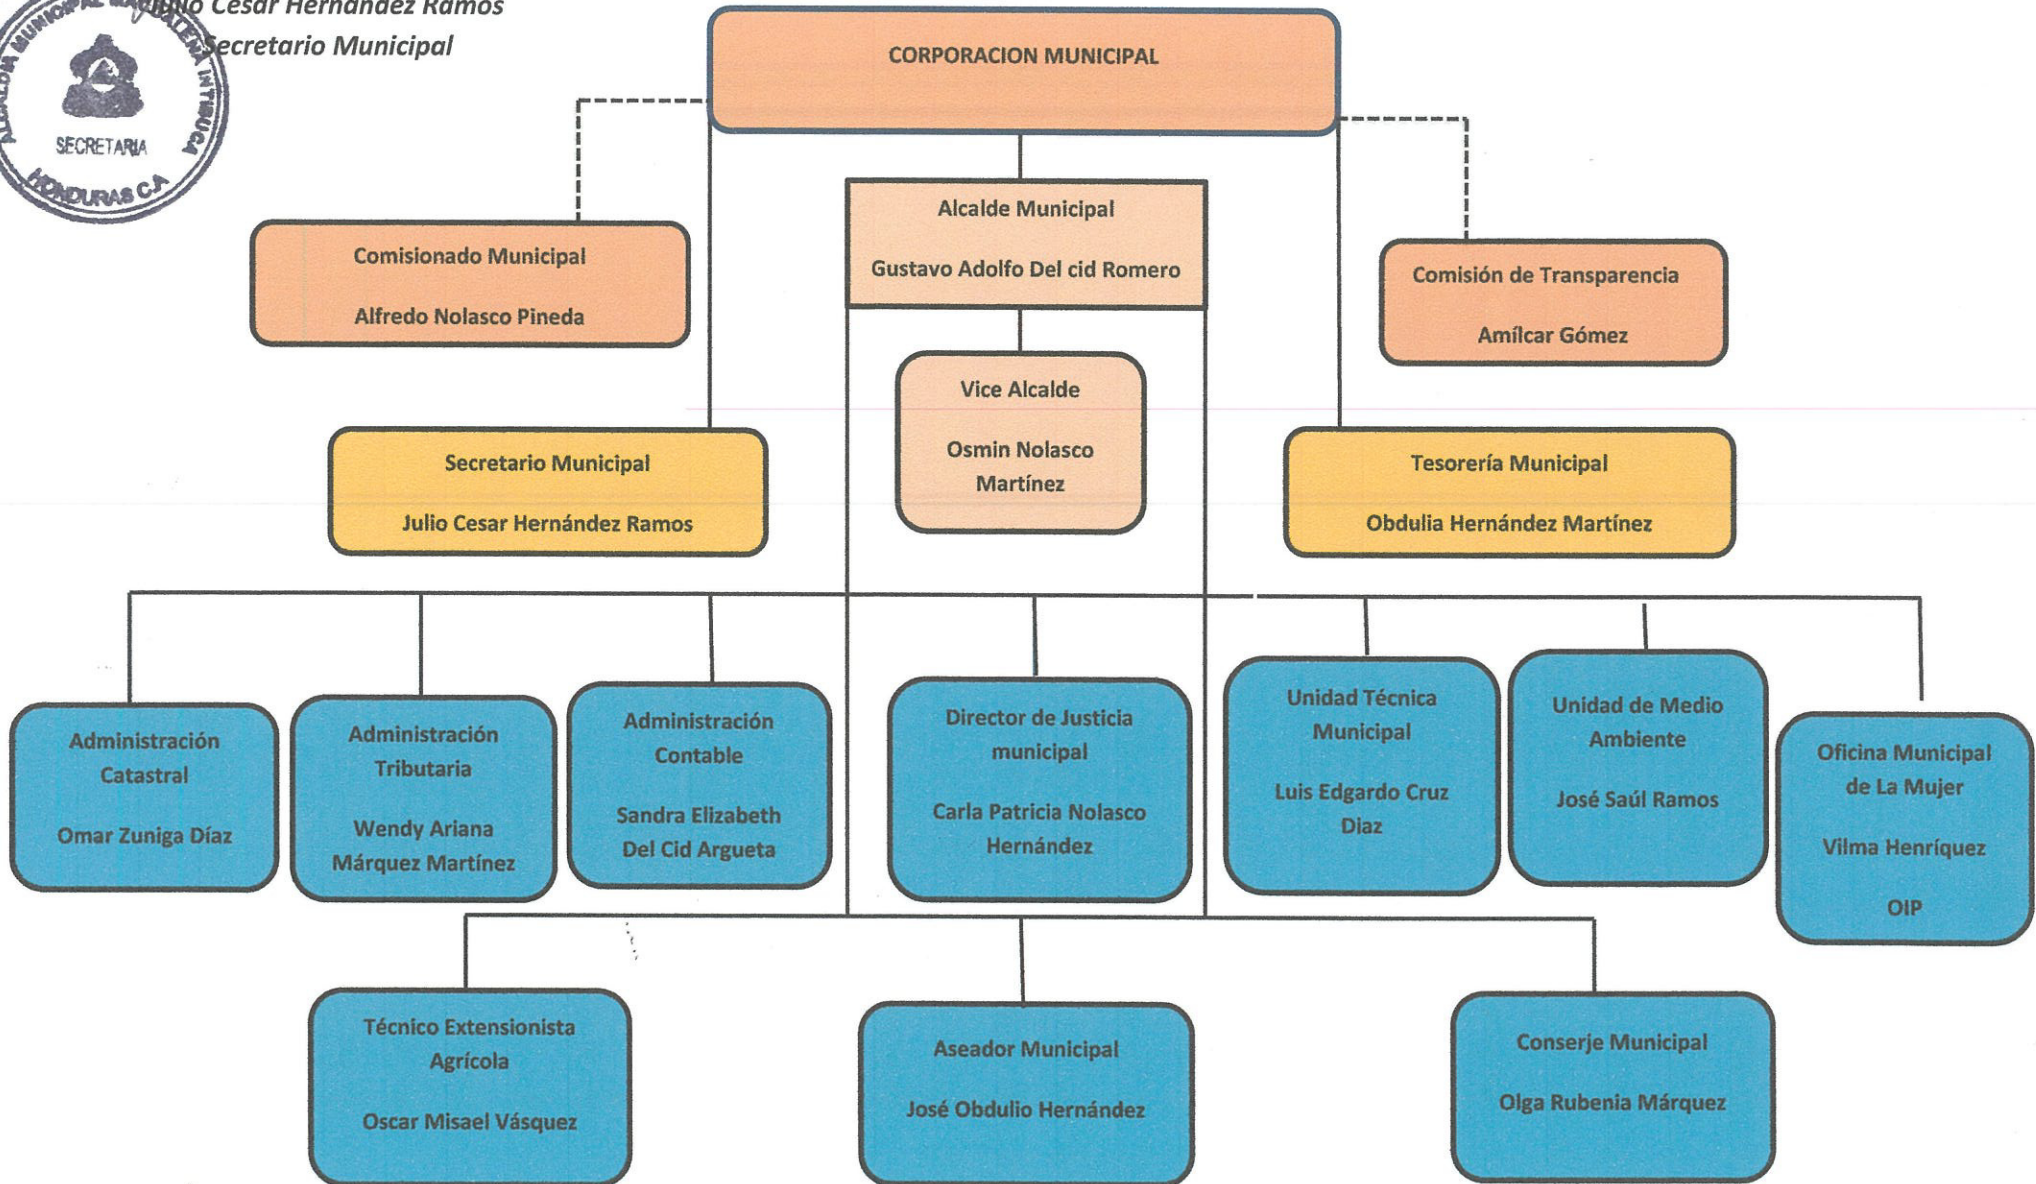 Julio Cesar Hernández Ramos
Secretario Municipal
ALCALDIA MUNICIPAL MAGDALENA INTIBUCA
SECRETARIA
HONDURAS C.A
CORPORACION MUNICIPAL
Alcalde Municipal
Gustavo Adolfo Del cid Romero
Comisionado Municipal
Alfredo Nolasco Pineda
Comisión de Transparencia
Amílcar Gómez
Vice Alcalde
Osmin Nolasco
Martínez
Secretario Municipal
Julio Cesar Hernández Ramos
Tesorería Municipal
Obdulia Hernández Martínez
Administración
Catastral
Omar Zuniga Díaz
Administración
Tributaria
Wendy Ariana
Márquez Martínez
Administración
Contable
Sandra Elizabeth
Del Cid Argueta
Director de Justicia
municipal
Carla Patricia Nolasco
Hernández
Unidad Técnica
Municipal
Luis Edgardo Cruz
Diaz
Unidad de Medio
Ambiente
José Saúl Ramos
Oficina Municipal
de La Mujer
Vilma Henríquez
OIP
Técnico Extensionista
Agrícola
Oscar Misael Vásquez
Aseador Municipal
José Obdulio Hernández
Conserje Municipal
Olga Rubenia Márquez